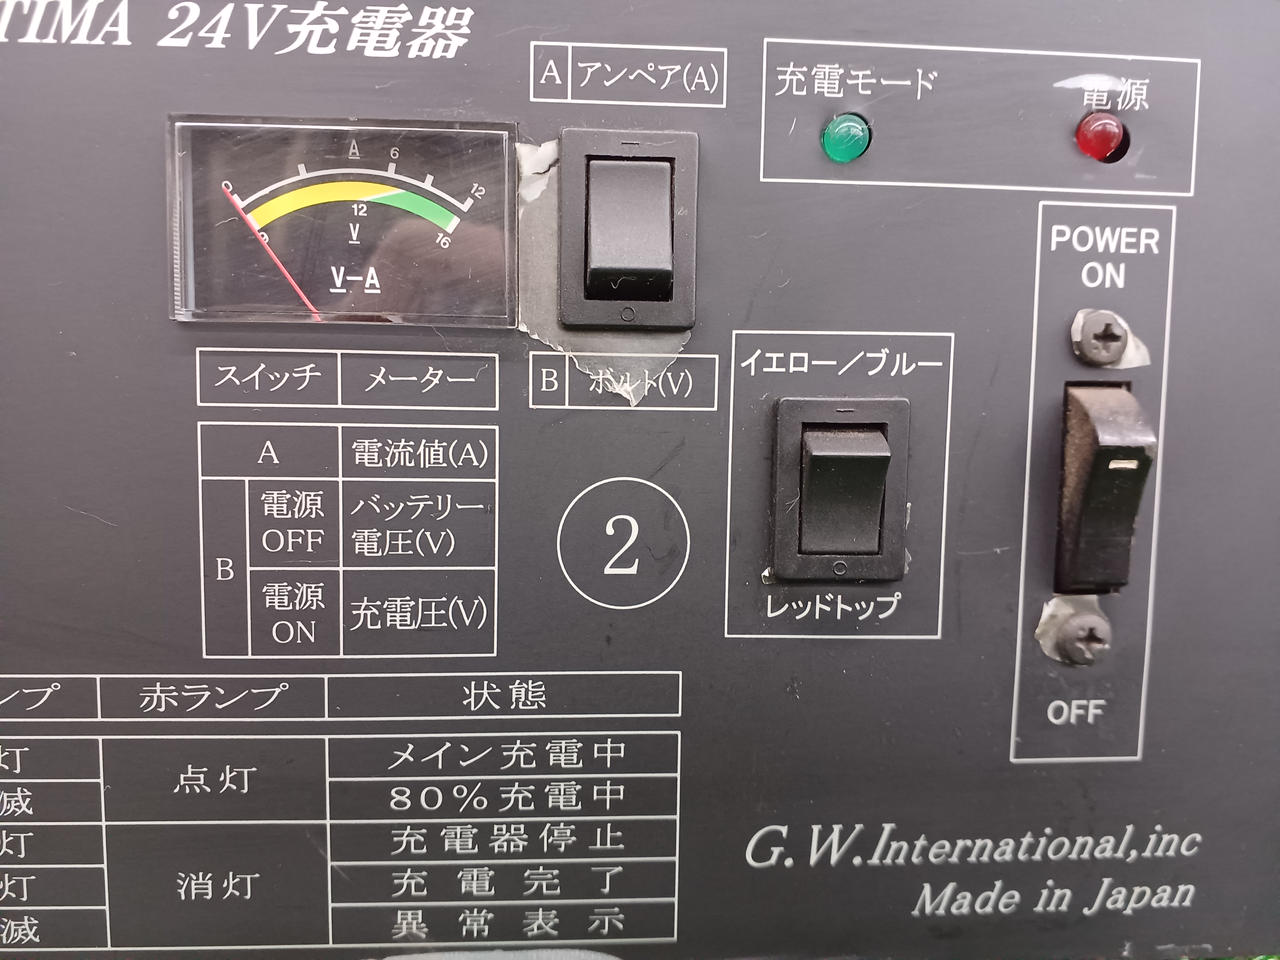 TIMA 24V充電器
A アンペア(A)
充電モード 電源
A 6
0 12
12
9 16
V
V-A
POWER
ON
B ボルト(V)
イエロー/ブルー
レッドトップ
OFF
スイッチ メーター
A 電流値(A)
B 電源 OFF バッテリー電圧(V)
電源 ON 充電圧(V)
2
ンプ 赤ランプ 状態
灯 点灯 メイン充電中
滅 80%充電中
灯 消灯 充電器停止
灯 充電完了
滅 異常表示
G.W.International,inc
Made in Japan